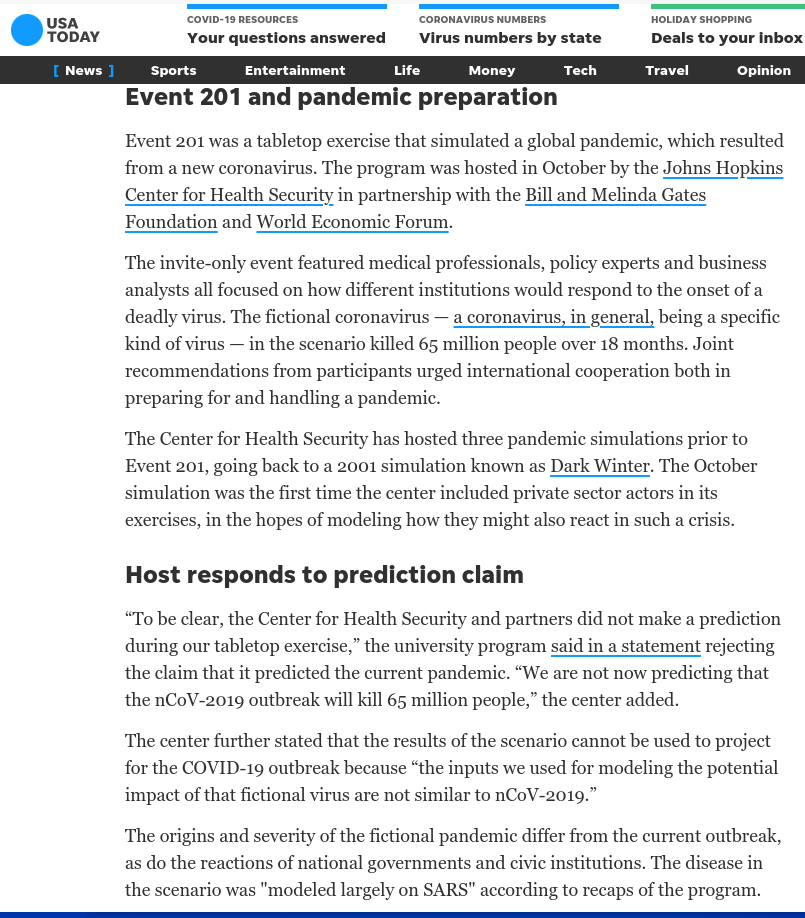 USA
TODAY
COVID-19 RESOURCES
Your questions answered
CORONAVIRUS NUMBERS
Virus numbers by state
HOLIDAY SHOPPING
Deals to your inbox
[ News ] Sports Entertainment Life Money Tech Travel Opinion
Event 201 and pandemic preparation
Event 201 was a tabletop exercise that simulated a global pandemic, which resulted
from a new coronavirus. The program was hosted in October by the Johns Hopkins
Center for Health Security in partnership with the Bill and Melinda Gates
Foundation and World Economic Forum.
The invite-only event featured medical professionals, policy experts and business
analysts all focused on how different institutions would respond to the onset of a
deadly virus. The fictional coronavirus — a coronavirus, in general, being a specific
kind of virus — in the scenario killed 65 million people over 18 months. Joint
recommendations from participants urged international cooperation both in
preparing for and handling a pandemic.
The Center for Health Security has hosted three pandemic simulations prior to
Event 201, going back to a 2001 simulation known as Dark Winter. The October
simulation was the first time the center included private sector actors in its
exercises, in the hopes of modeling how they might also react in such a crisis.
Host responds to prediction claim
“To be clear, the Center for Health Security and partners did not make a prediction
during our tabletop exercise,” the university program said in a statement rejecting
the claim that it predicted the current pandemic. “We are not now predicting that
the nCoV-2019 outbreak will kill 65 million people,” the center added.
The center further stated that the results of the scenario cannot be used to project
for the COVID-19 outbreak because “the inputs we used for modeling the potential
impact of that fictional virus are not similar to nCoV-2019.”
The origins and severity of the fictional pandemic differ from the current outbreak,
as do the reactions of national governments and civic institutions. The disease in
the scenario was "modeled largely on SARS" according to recaps of the program.